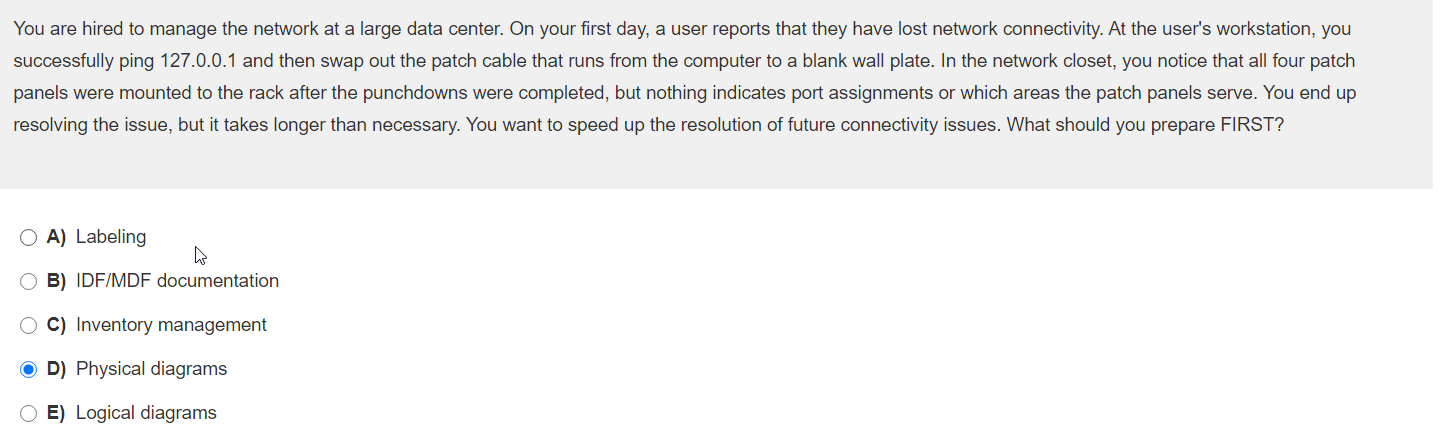 You are hired to manage the network at a large data center. On your first day, a user reports that they have lost network connectivity. At the user's workstation, you
successfully ping 127.0.0.1 and then swap out the patch cable that runs from the computer to a blank wall plate. In the network closet, you notice that all four patch
panels were mounted to the rack after the punchdowns were completed, but nothing indicates port assignments or which areas the patch panels serve. You end up
resolving the issue, but it takes longer than necessary. You want to speed up the resolution of future connectivity issues. What should you prepare FIRST?
A) Labeling
B) IDF/MDF documentation
C) Inventory management
D) Physical diagrams
E) Logical diagrams